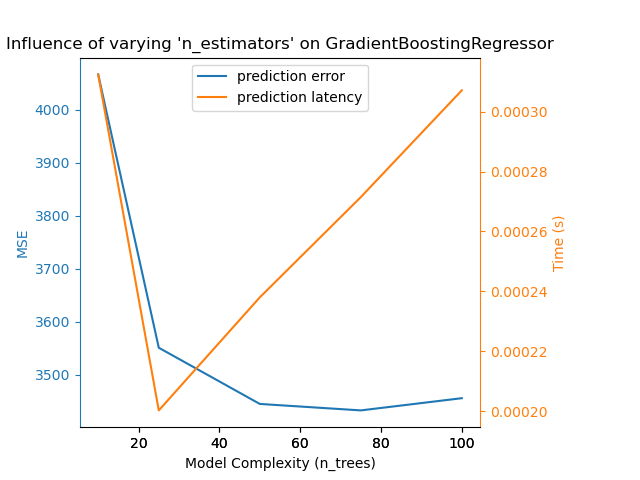 Influence of varying 'n_estimators' on GradientBoostingRegressor
prediction error
prediction latency
4000
3900
3800
3700
3600
3500
MSE
0.00030
0.00028
0.00026
0.00024
0.00022
0.00020
Time (s)
20 40 60 80 100
Model Complexity (n_trees)